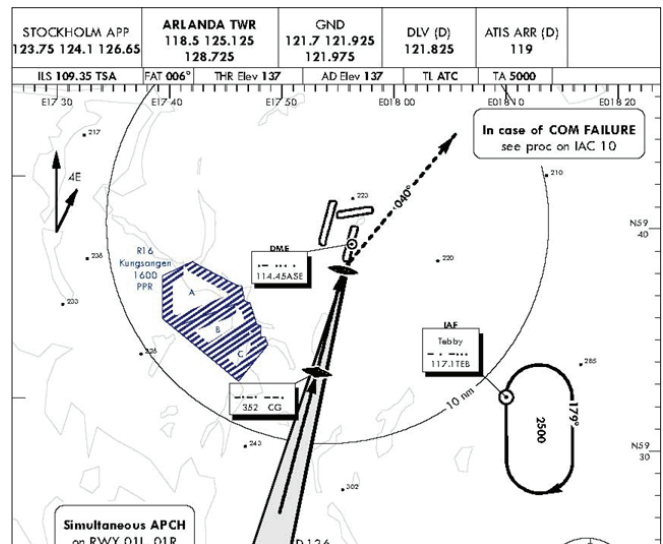 STOCKHOLM APP
123.75 124.1 126.65
ARLANDA TWR
118.5 125.125
128.725
GND
121.7 121.925
121.975
DLV (D)
121.825
ATIS ARR (D)
119
ILS 109.35 TSA
FAT 006°
THR Elev 137
AD Elev 137
TL ATC
TA 5000
E17 30
E17 40
E17 50
E018 00
E018 10
E018 20
In case of COM FAILURE
see proc on IAC 10
217
4E
210
223
040°
N59
40
DME
114.45ASE
R16
Kungsangen
1600
PPR
238
220
A
233
B
IAF
Tebby
117.1TEB
C
285
352 CG
10 nm
179°
2500
243
N59
30
302
Simultaneous APCH
on RWY 01L, 01R